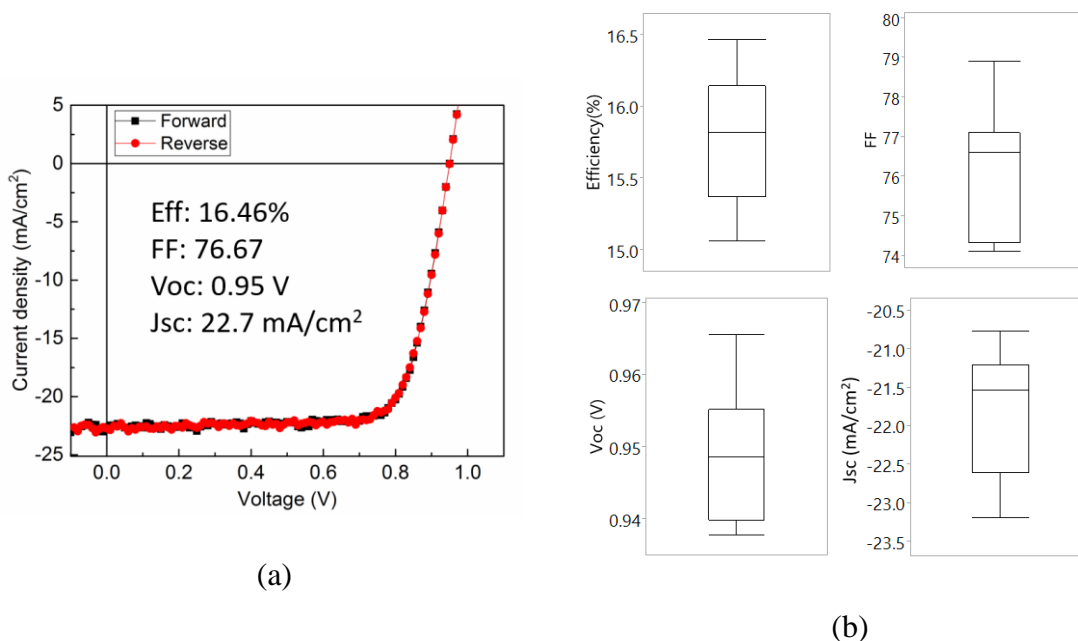 5
0
-5
-10
-15
-20
-25
Current density (mA/cm²)
Forward
Reverse
Eff: 16.46%
FF: 76.67
Voc: 0.95 V
Jsc: 22.7 mA/cm²
0.0 0.2 0.4 0.6 0.8 1.0
Voltage (V)
(a)
16.5
16.0
15.5
15.0
Efficiency(%)
80
79
78
77
76
75
74
FF
0.97
0.96
0.95
0.94
Voc (V)
-20.5
-21.0
-21.5
-22.0
-22.5
-23.0
-23.5
Jsc (mA/cm²)
(b)